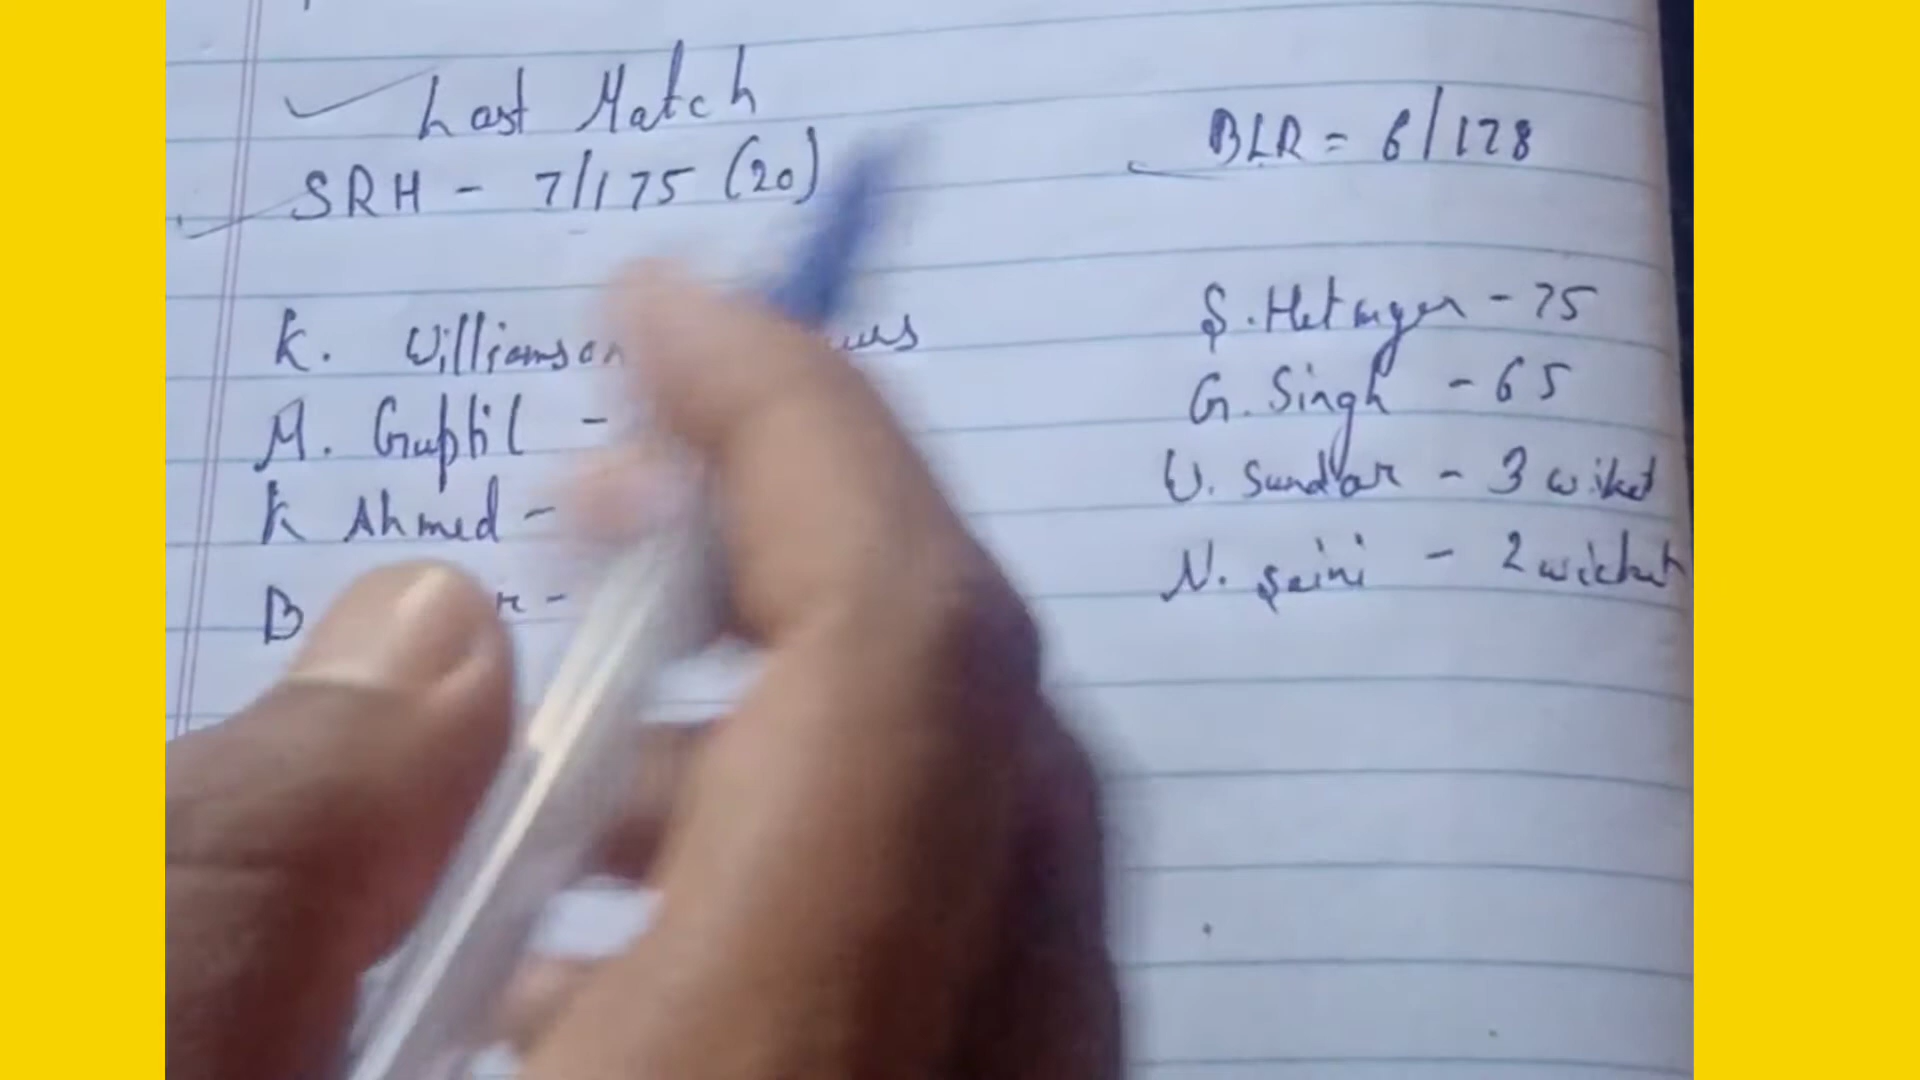 Last Match
SRH - 7/175 (20)
K. Williamson
M. Guptil -
K Ahmed -
B
BLR = 6/178
S. Hetmyer - 75
G. Singh - 65
W. Sundar - 3 wiket
N. Saini - 2 wicket